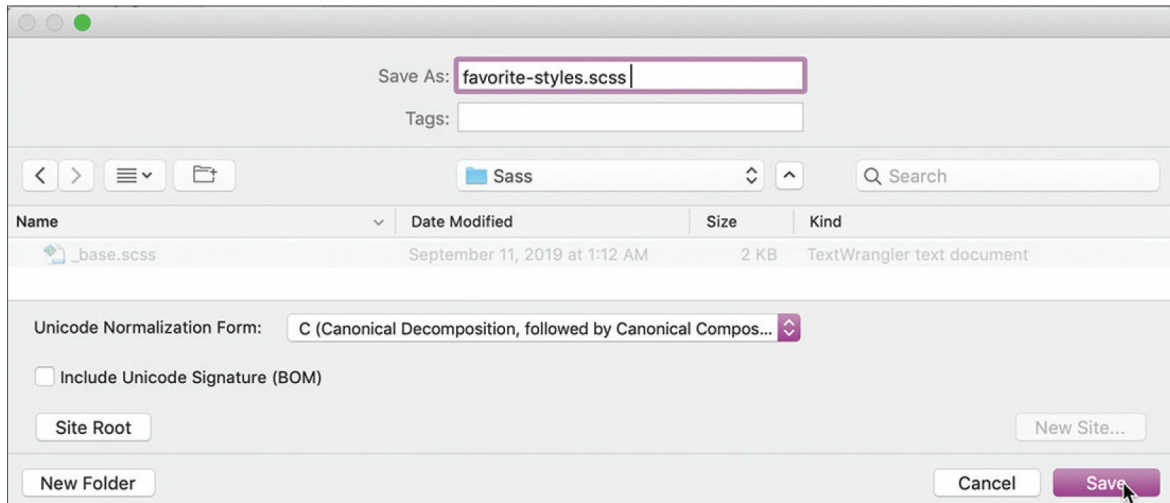 Save As: favorite-styles.scss
Tags:
Sass
Search
Name Date Modified Size Kind
_base.scss September 11, 2019 at 1:12 AM 2 KB TextWrangler text document
Unicode Normalization Form: C (Canonical Decomposition, followed by Canonical Compos...
Include Unicode Signature (BOM)
Site Root New Site...
New Folder Cancel Save